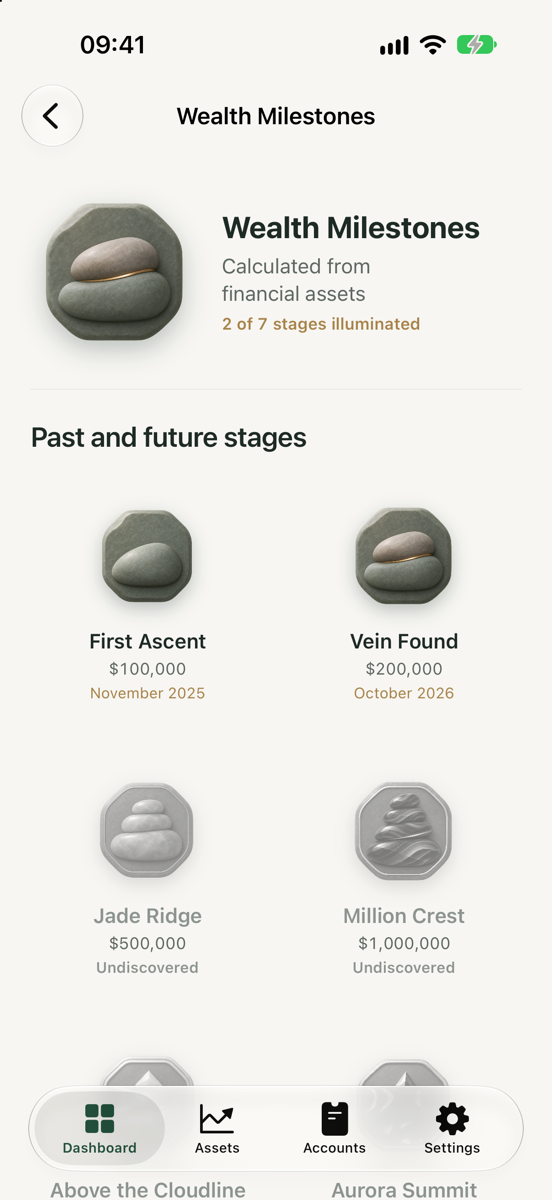 09:41
Wealth Milestones
Wealth Milestones
Calculated from
financial assets
2 of 7 stages illuminated
Past and future stages
First Ascent
$100,000
November 2025
Vein Found
$200,000
October 2026
Jade Ridge
$500,000
Undiscovered
Million Crest
$1,000,000
Undiscovered
Dashboard
Assets
Accounts
Settings
Above the Cloudline
Aurora Summit